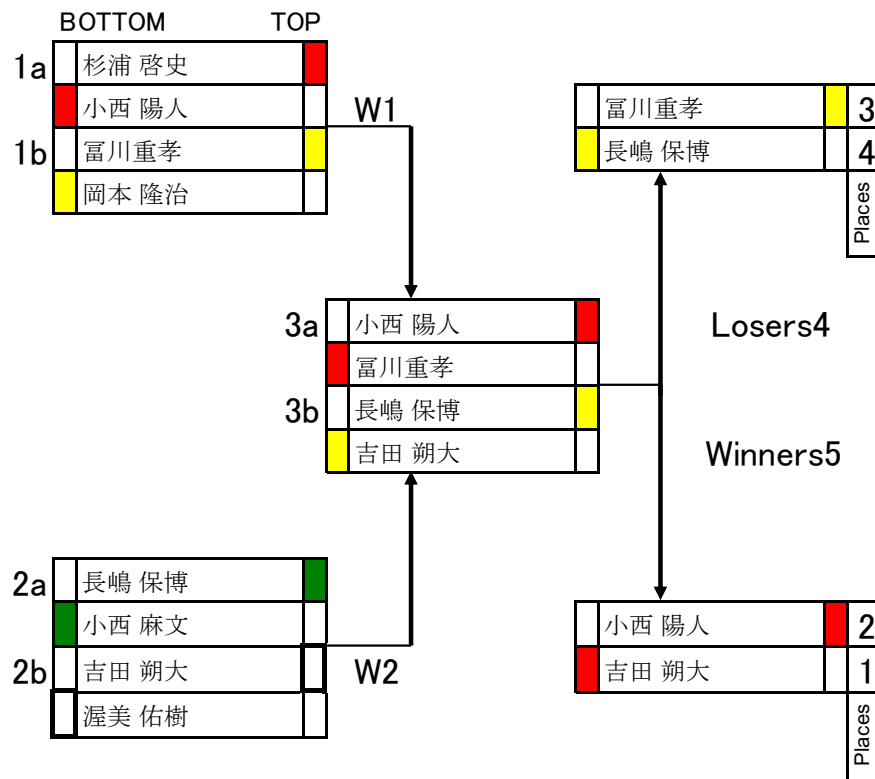 BOTTOM TOP
1a 杉浦 啓史
小西 陽人
1b 冨川重孝
岡本 隆治
W1
冨川重孝 3
長嶋 保博 4
Places
3a 小西 陽人
冨川重孝
3b 長嶋 保博
吉田 朔大
Losers4
Winners5
2a 長嶋 保博
小西 麻文
2b 吉田 朔大
渥美 佑樹
W2
小西 陽人 2
吉田 朔大 1
Places